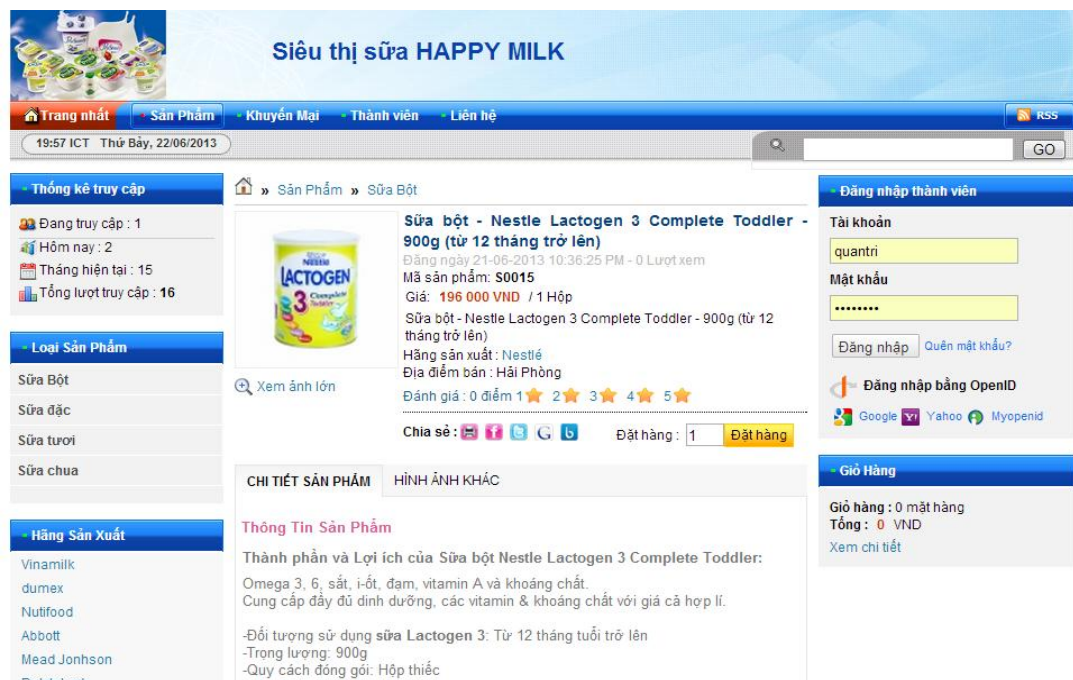 Siêu thị sữa HAPPY MILK
Trang nhất
Sản Phẩm
Khuyến Mại
Thành viên
Liên hệ
RSS
19:57 ICT Thứ Bảy, 22/06/2013
GO
Thống kê truy cập
Đang truy cập : 1
Hôm nay : 2
Tháng hiện tại : 15
Tổng lượt truy cập : 16
Loại Sản Phẩm
Sữa Bột
Sữa đặc
Sữa tươi
Sữa chua
Hãng Sản Xuất
Vinamilk
dumex
Nutifood
Abbott
Mead Jonhson
» Sản Phẩm » Sữa Bột
Nestlé
LACTOGEN
3 Complete
Xem ảnh lớn
Sữa bột - Nestle Lactogen 3 Complete Toddler -
900g (từ 12 tháng trở lên)
Đăng ngày 21-06-2013 10:36:25 PM - 0 Lượt xem
Mã sản phẩm: S0015
Giá: 196 000 VND / 1 Hộp
Sữa bột - Nestle Lactogen 3 Complete Toddler - 900g (từ 12
tháng trở lên)
Hãng sản xuất : Nestlé
Địa điểm bán : Hải Phòng
Đánh giá : 0 điểm 1 2 3 4 5
Chia sẻ :
Đặt hàng : 1 Đặt hàng
CHI TIẾT SẢN PHẨM
HÌNH ẢNH KHÁC
Thông Tin Sản Phẩm
Thành phần và Lợi ích của Sữa bột Nestle Lactogen 3 Complete Toddler:
Omega 3, 6, sắt, i-ốt, đạm, vitamin A và khoáng chất.
Cung cấp đầy đủ dinh dưỡng, các vitamin & khoáng chất với giá cả hợp lí.
-Đối tượng sử dụng sữa Lactogen 3: Từ 12 tháng tuổi trở lên
-Trọng lượng: 900g
-Quy cách đóng gói: Hộp thiếc
Đăng nhập thành viên
Tài khoản
quantri
Mật khẩu
••••••••
Đăng nhập Quên mật khẩu?
Đăng nhập bằng OpenID
Google Yahoo Myopenid
Giỏ Hàng
Giỏ hàng : 0 mặt hàng
Tổng : 0 VND
Xem chi tiết